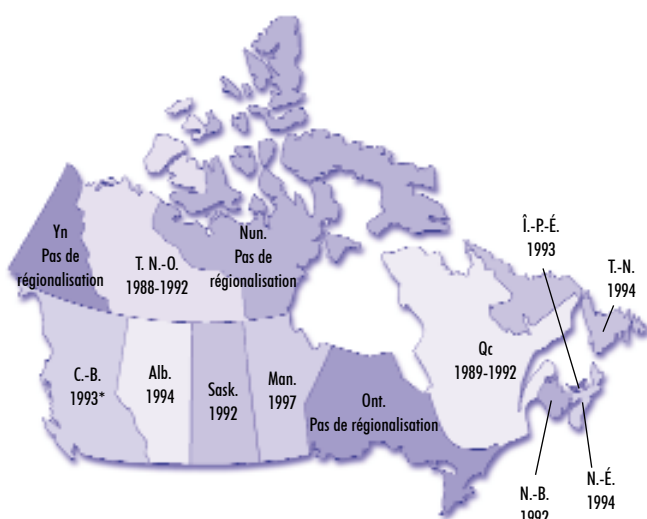 Yn
Pas de
régionalisation
T. N.-O.
1988-1992
Nun.
Pas de
régionalisation
Î.-P.-É.
1993
T.-N.
1994
C.-B.
1993*
Alb.
1994
Sask.
1992
Man.
1997
Ont.
Pas de régionalisation
Qc
1989-1992
N.-B.
1992
N.-É.
1994